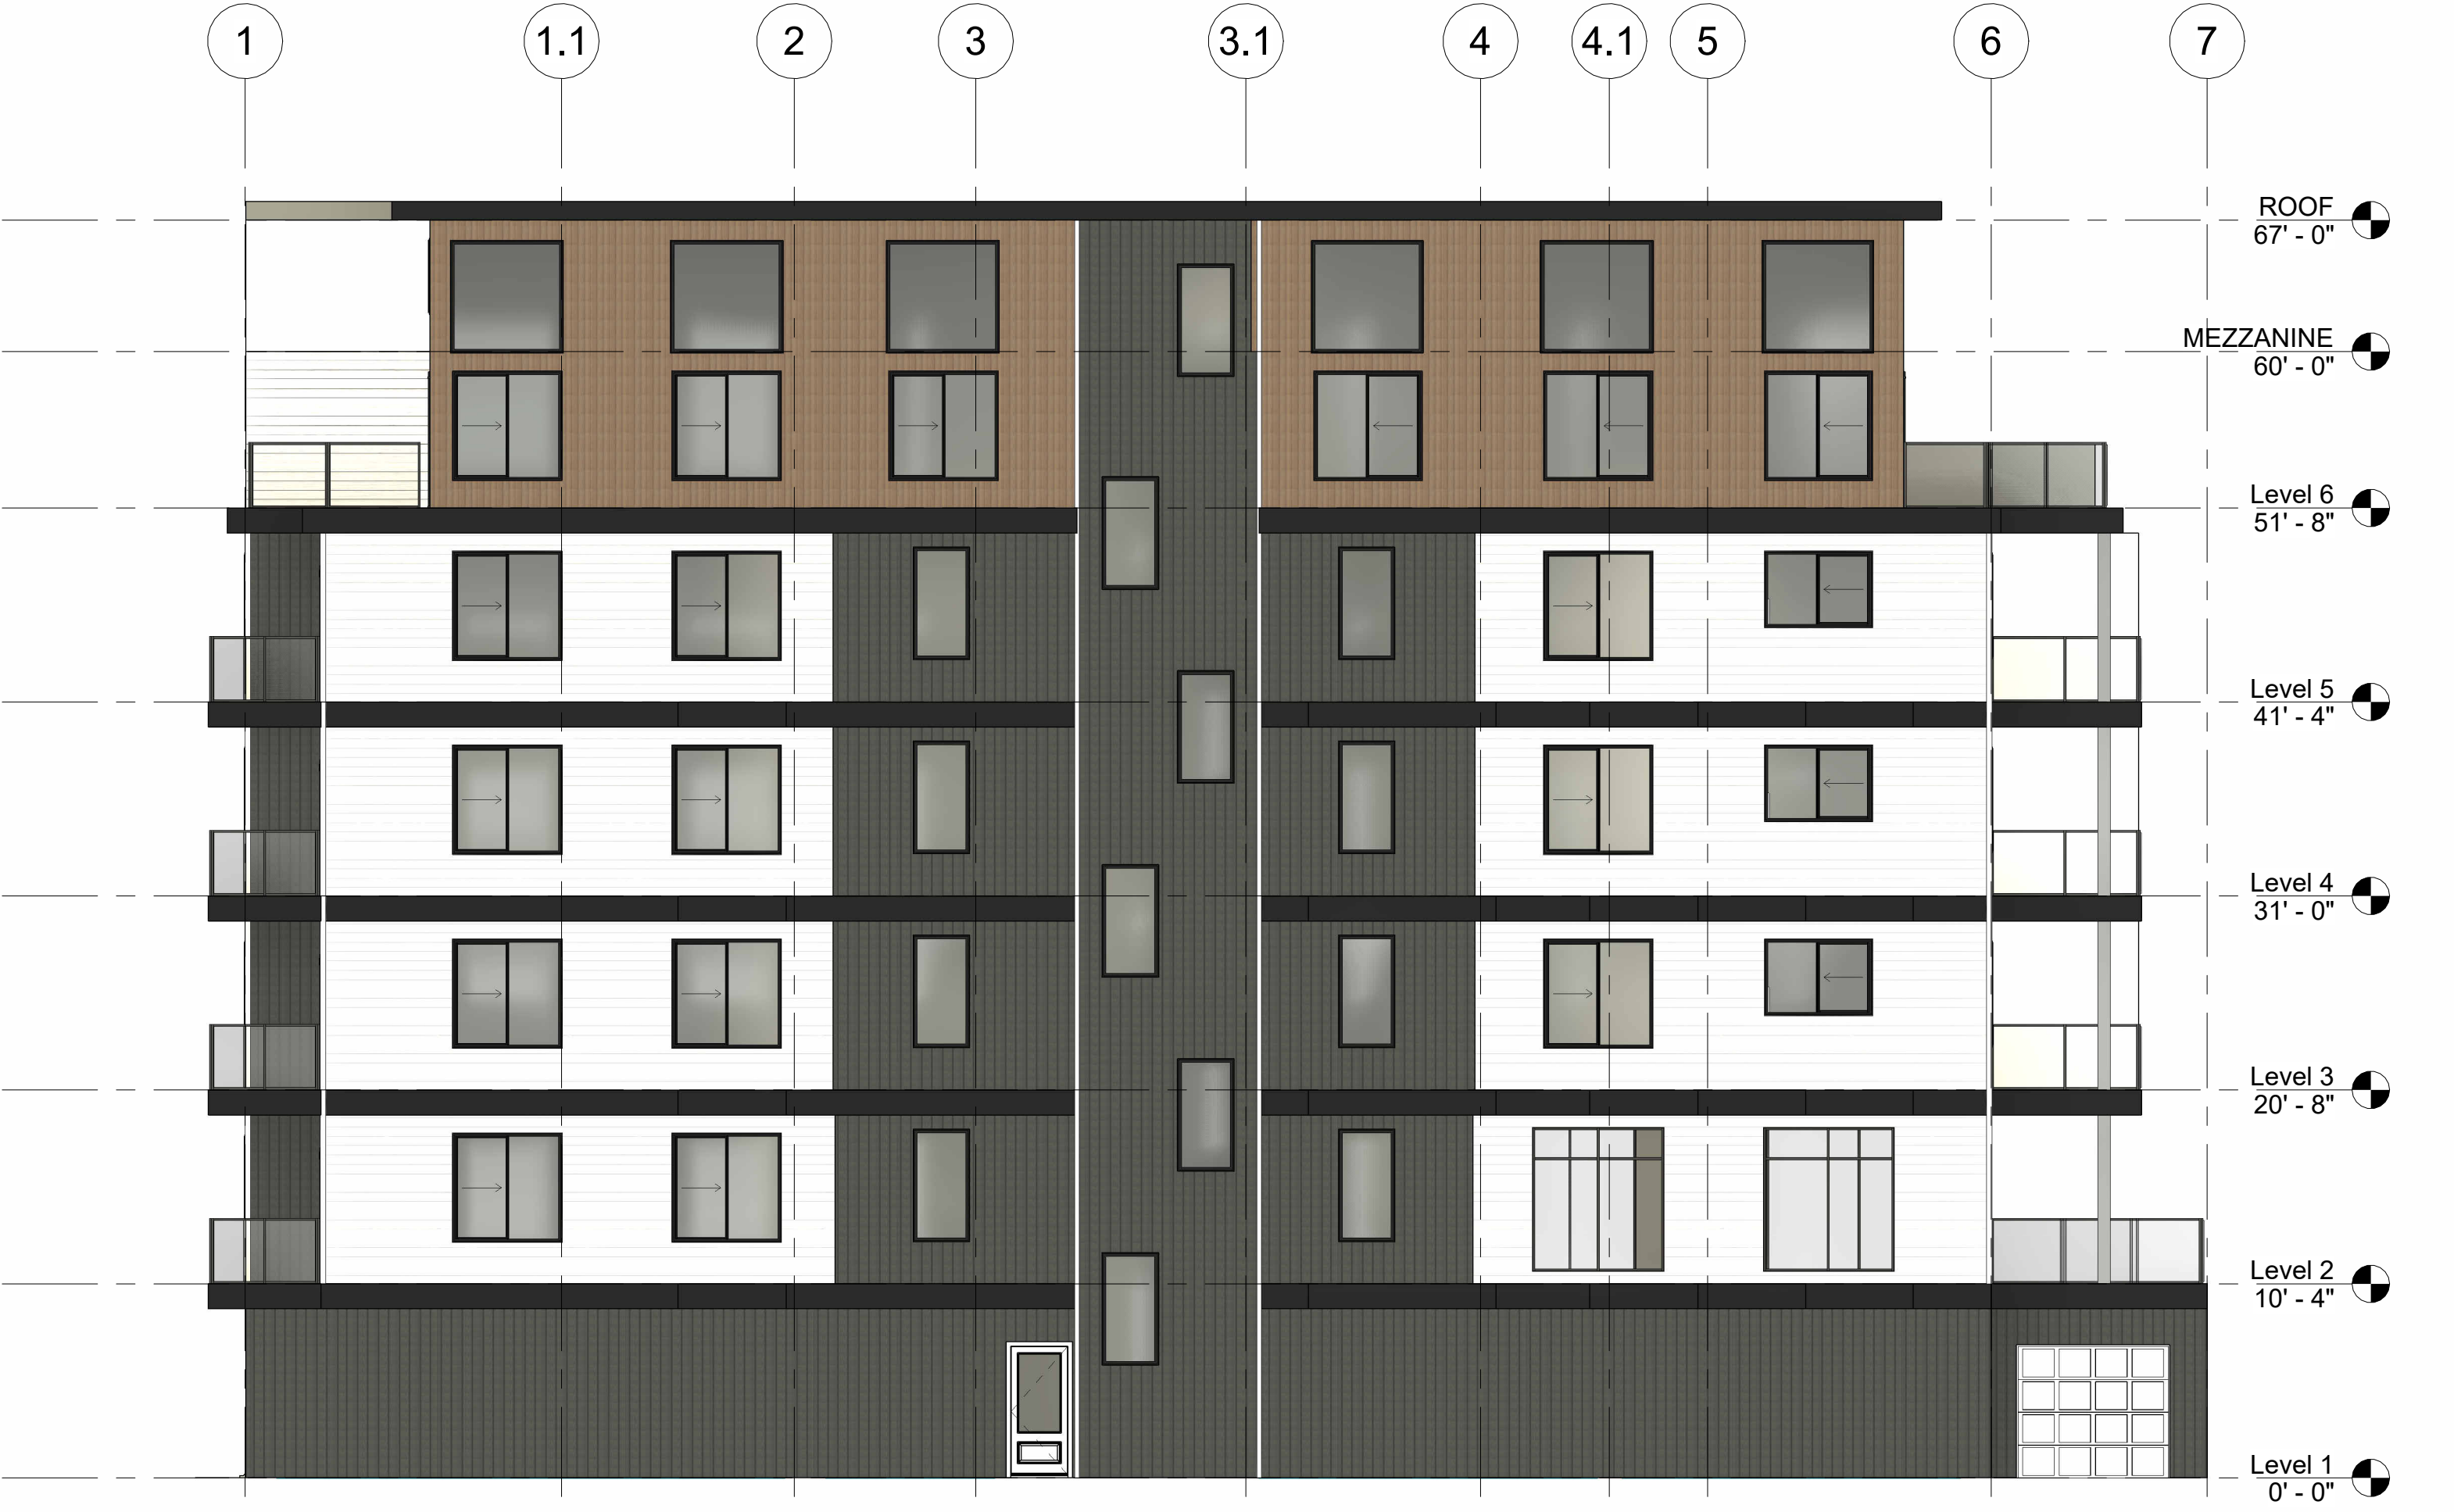 1 1.1 2 3 3.1 4 4.1 5 6 7
ROOF
67' - 0"
MEZZANINE
60' - 0"
Level 6
51' - 8"
Level 5
41' - 4"
Level 4
31' - 0"
Level 3
20' - 8"
Level 2
10' - 4"
Level 1
0' - 0"